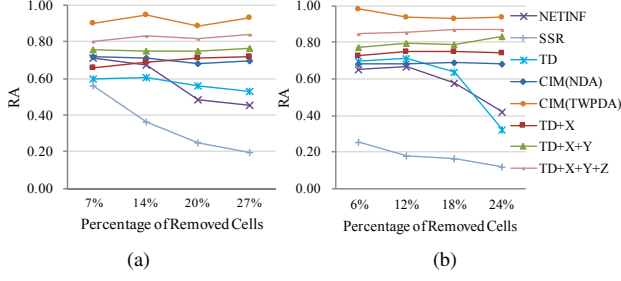 1.00
0.80
0.60
0.40
0.20
0.00
RA
7% 14% 20% 27%
Percentage of Removed Cells
(a)
1.00
0.80
0.60
0.40
0.20
0.00
RA
6% 12% 18% 24%
Percentage of Removed Cells
(b)
NETINF
SSR
TD
CIM(NDA)
CIM(TWPDA)
TD+X
TD+X+Y
TD+X+Y+Z